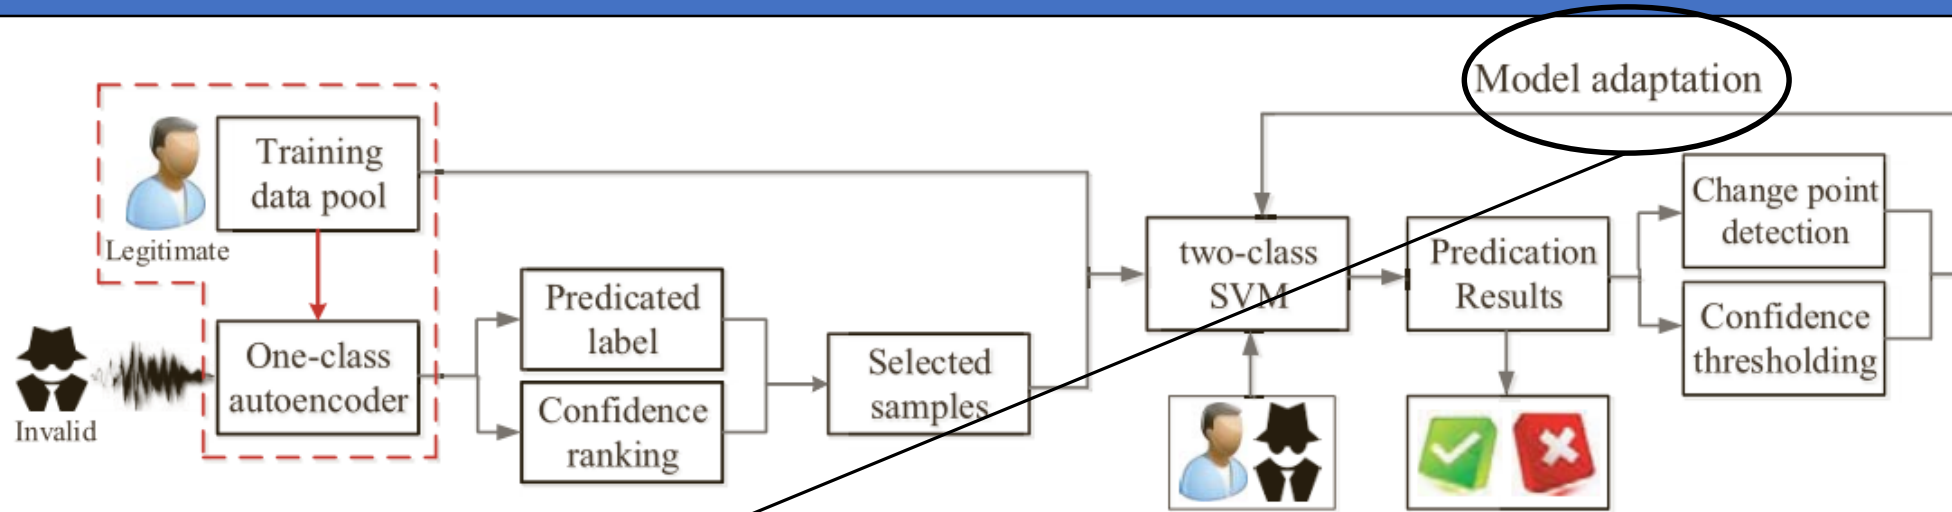 Model adaptation
Training
data pool
Legitimate
One-class
autoencoder
Invalid
Predicated
label
Confidence
ranking
Selected
samples
two-class
SVM
Predication
Results
Change point
detection
Confidence
thresholding